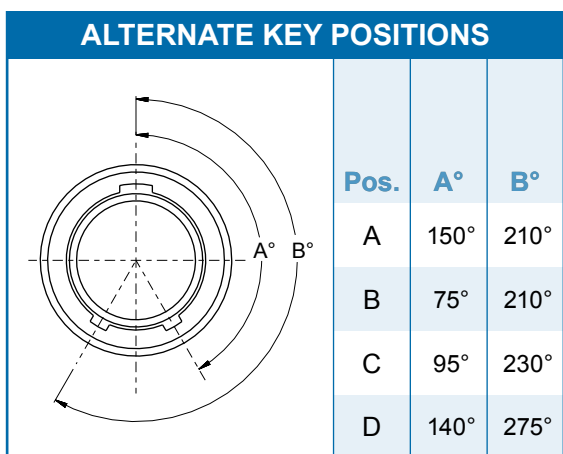 ALTERNATE KEY POSITIONS
A° B°
Pos. A° B°
A 150° 210°
B 75° 210°
C 95° 230°
D 140° 275°